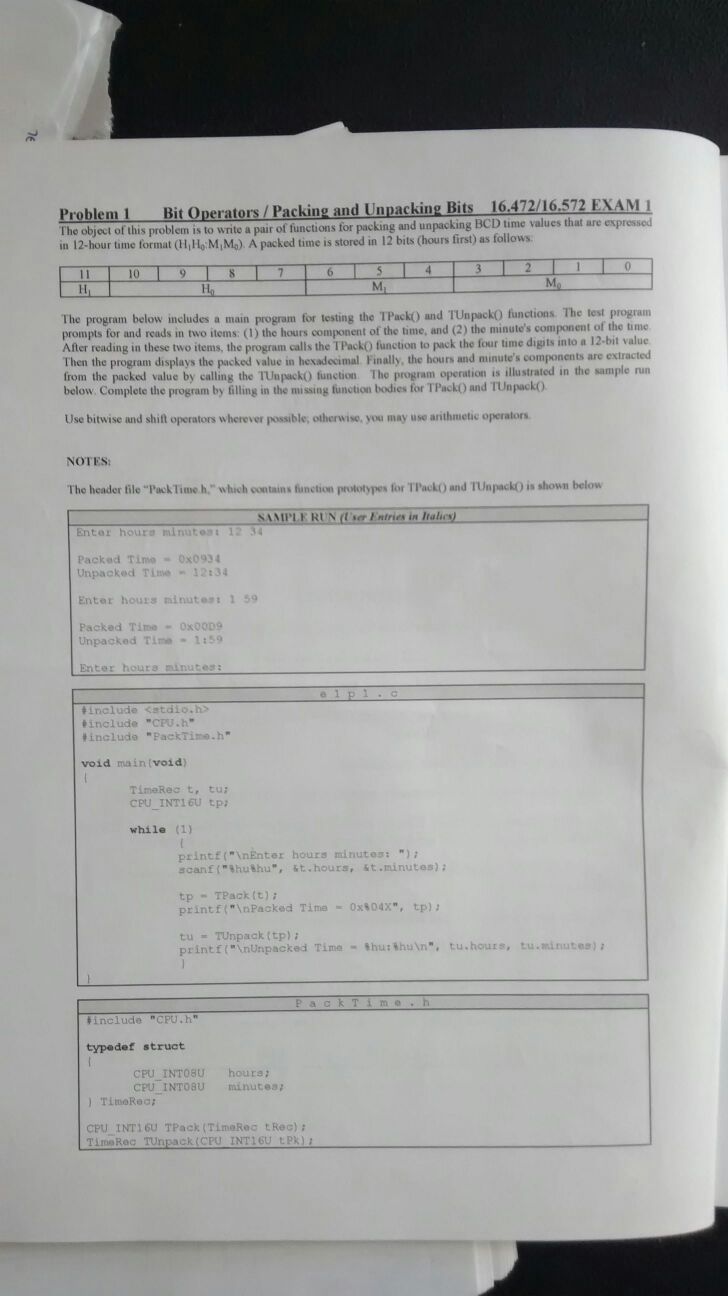 Problem 1 Bit Operators / Packing and Unpacking Bits 16.472/16.572 EXAM 1
The object of this problem is to write a pair of functions for packing and unpacking BCD time values that are expressed
in 12-hour time format (H₁H₀:M₁M₀). A packed time is stored in 12 bits (hours first) as follows:
11 10 9 8 7 6 5 4 3 2 1 0
H₁ H₀ M₁ M₀
The program below includes a main program for testing the TPack() and TUnpack() functions. The test program
prompts for and reads in two items: (1) the hours component of the time, and (2) the minute's component of the time.
After reading in these two items, the program calls the TPack() function to pack the four time digits into a 12-bit value.
Then the program displays the packed value in hexadecimal. Finally, the hours and minute's components are extracted
from the packed value by calling the TUnpack() function. The program operation is illustrated in the sample run
below. Complete the program by filling in the missing function bodies for TPack() and TUnpack().
Use bitwise and shift operators wherever possible; otherwise, you may use arithmetic operators.
NOTES:
The header file "PackTime.h," which contains function prototypes for TPack() and TUnpack() is shown below
SAMPLE RUN (User Entries in Italics)
Enter hours minutes: 12 34
Packed Time = 0x0934
Unpacked Time = 12:34
Enter hours minutes: 1 59
Packed Time = 0x00D9
Unpacked Time = 1:59
Enter hours minutes:
e1p1.c
#include <stdio.h>
#include "CPU.h"
#include "PackTime.h"
void main(void)
{
TimeRec t, tu;
CPU_INT16U tp;
while (1)
{
printf("\nEnter hours minutes: ");
scanf("%hu%hu", &t.hours, &t.minutes);
tp = TPack(t);
printf("\nPacked Time = 0x%04X", tp);
tu = TUnpack(tp);
printf("\nUnpacked Time = %hu:%hu\n", tu.hours, tu.minutes);
}
}
PackTime.h
#include "CPU.h"
typedef struct
{
CPU_INT08U hours;
CPU_INT08U minutes;
} TimeRec;
CPU_INT16U TPack(TimeRec tRec);
TimeRec TUnpack(CPU_INT16U tPk);